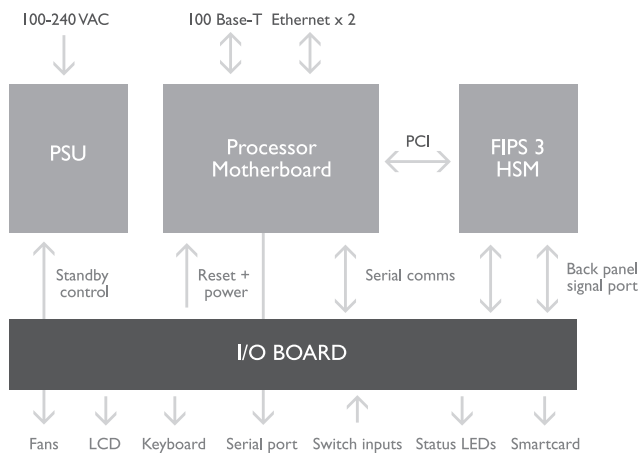 100-240 VAC
100 Base-T Ethernet x 2
PSU
Processor
Motherboard
PCI
FIPS 3
HSM
Standby
control
Reset +
power
Serial comms
Back panel
signal port
I/O BOARD
Fans
LCD
Keyboard
Serial port
Switch inputs
Status LEDs
Smartcard